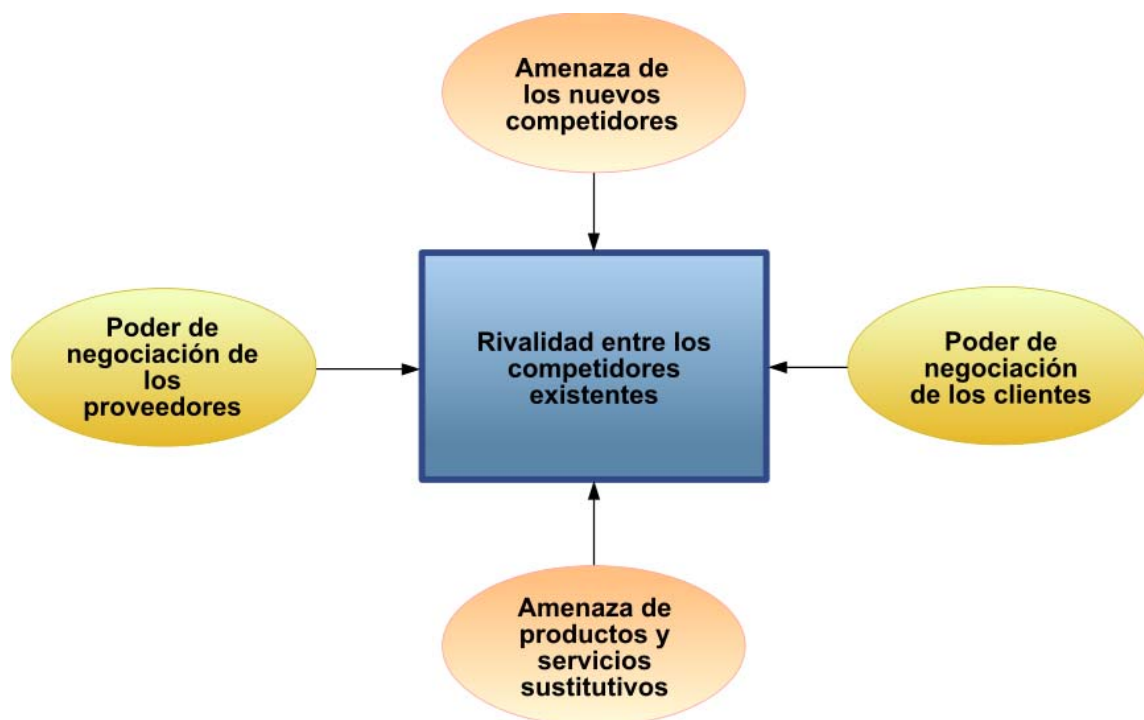 Amenaza de
los nuevos
competidores
Poder de
negociación de
los
proveedores
Rivalidad entre los
competidores
existentes
Poder de
negociación
de los clientes
Amenaza de
productos y
servicios
sustitutivos